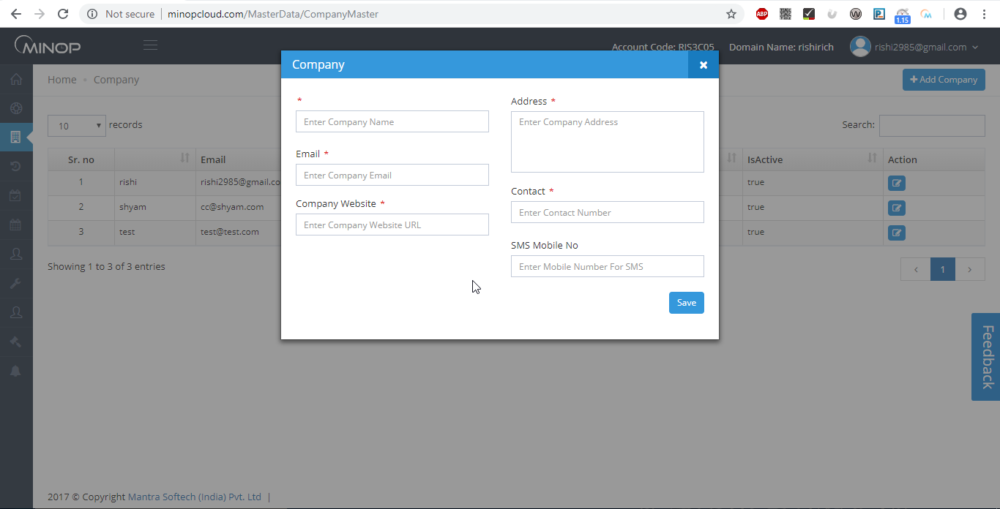 Not secure | minopcloud.com/MasterData/CompanyMaster
ABP
W
P
1.15
MINOP
Account Code: RIS3C05 Domain Name: rishirich rishi2985@gmail.com
Home Company
+ Add Company
10 records
Search:
Sr. no Email IsActive Action
1 rishi rishi2985@gmail.co true
2 shyam cc@shyam.com true
3 test test@test.com true
Showing 1 to 3 of 3 entries
< 1 >
Company ×
*
Enter Company Name
Email *
Enter Company Email
Company Website *
Enter Company Website URL
Address *
Enter Company Address
Contact *
Enter Contact Number
SMS Mobile No
Enter Mobile Number For SMS
Save
Feedback
2017 © Copyright Mantra Softech (India) Pvt. Ltd |